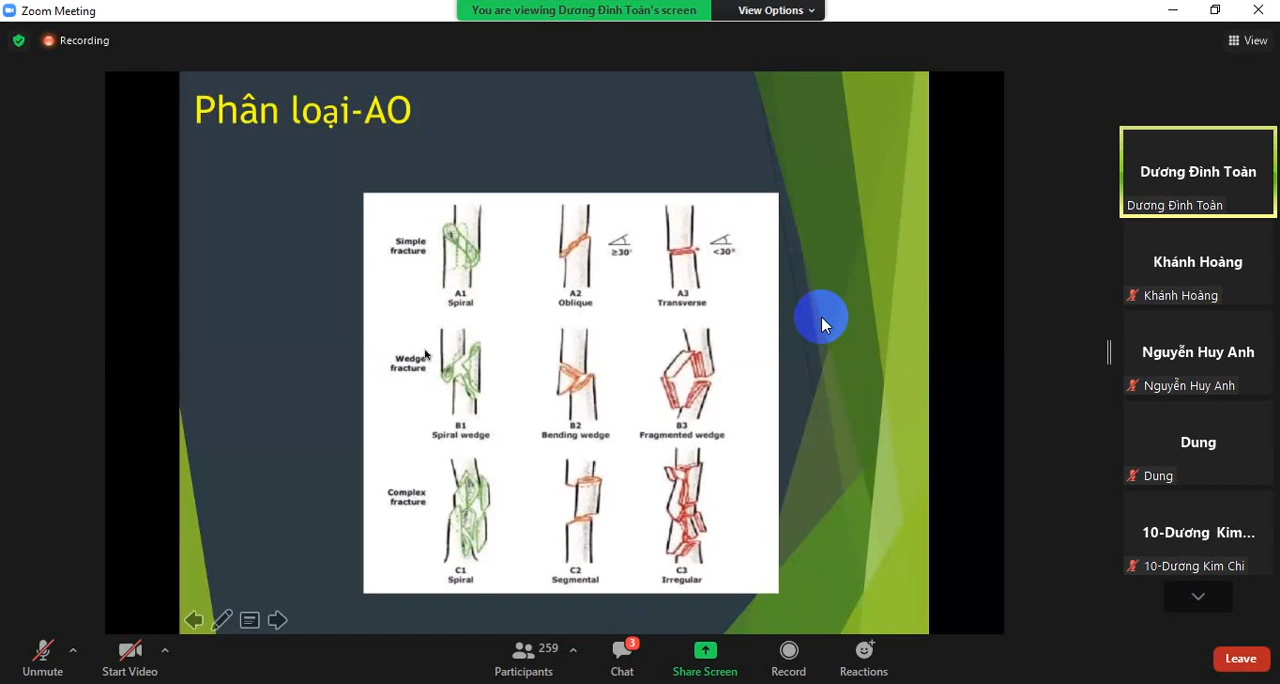 Zoom Meeting
You are viewing Dương Đình Toàn's screen
View Options
Recording
View
Phân loại-AO
Simple
fracture
≥30°
<30°
A1
Spiral
A2
Oblique
A3
Transverse
Wedge
fracture
B1
Spiral wedge
B2
Bending wedge
B3
Fragmented wedge
Complex
fracture
C1
Spiral
C2
Segmental
C3
Irregular
Dương Đình Toàn
Dương Đình Toàn
Khánh Hoàng
Khánh Hoàng
Nguyễn Huy Anh
Nguyễn Huy Anh
Dung
Dung
10-Dương Kim...
10-Dương Kim Chi
Unmute
Start Video
259
Participants
3
Chat
Share Screen
Record
Reactions
Leave